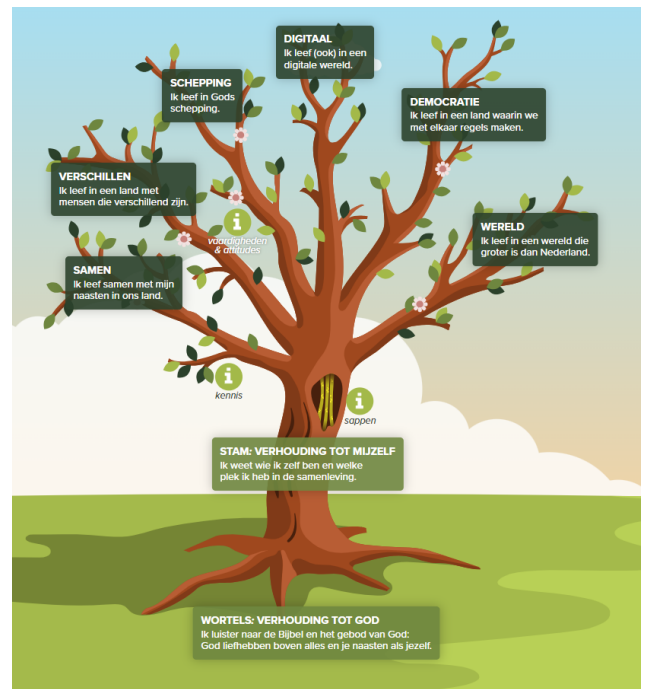 DIGITAAL
Ik leef (ook) in een
digitale wereld.
SCHEPPING
Ik leef in Gods
schepping.
DEMOCRATIE
Ik leef in een land waarin we
met elkaar regels maken.
VERSCHILLEN
Ik leef in een land met
mensen die verschillend zijn.
i
vaardigheden
& attitudes
WERELD
Ik leef in een wereld die
groter is dan Nederland.
SAMEN
Ik leef samen met mijn
naasten in ons land.
i
kennis
i
sappen
STAM: VERHOUDING TOT MIJZELF
Ik weet wie ik zelf ben en welke
plek ik heb in de samenleving.
WORTELS: VERHOUDING TOT GOD
Ik luister naar de Bijbel en het gebod van God:
God liefhebben boven alles en je naasten als jezelf.